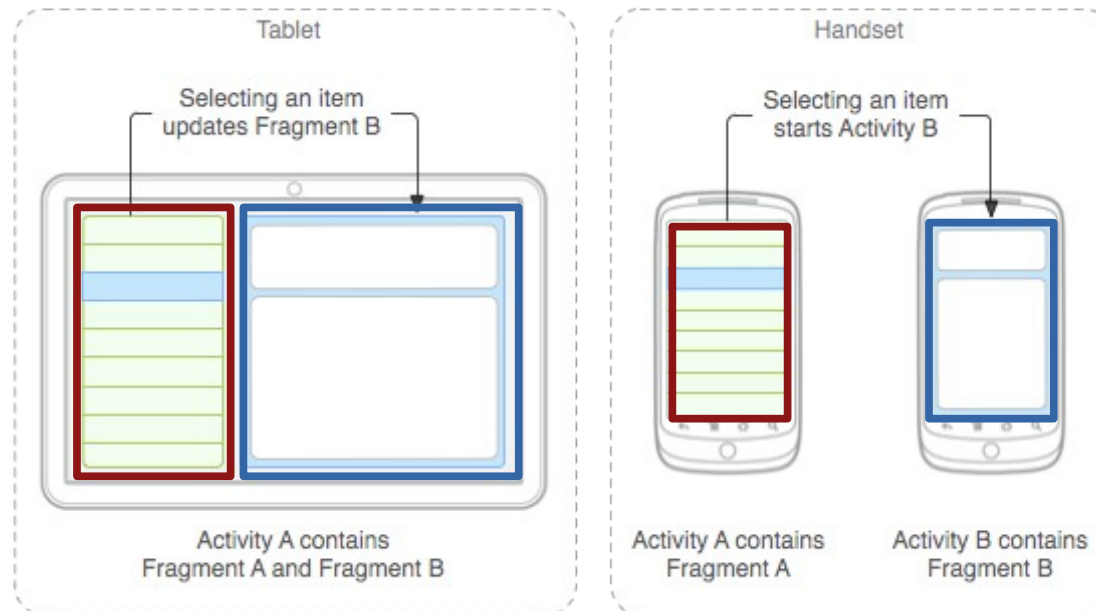 Tablet
Selecting an item
updates Fragment B
Activity A contains
Fragment A and Fragment B
Handset
Selecting an item
starts Activity B
Activity A contains
Fragment A
Activity B contains
Fragment B